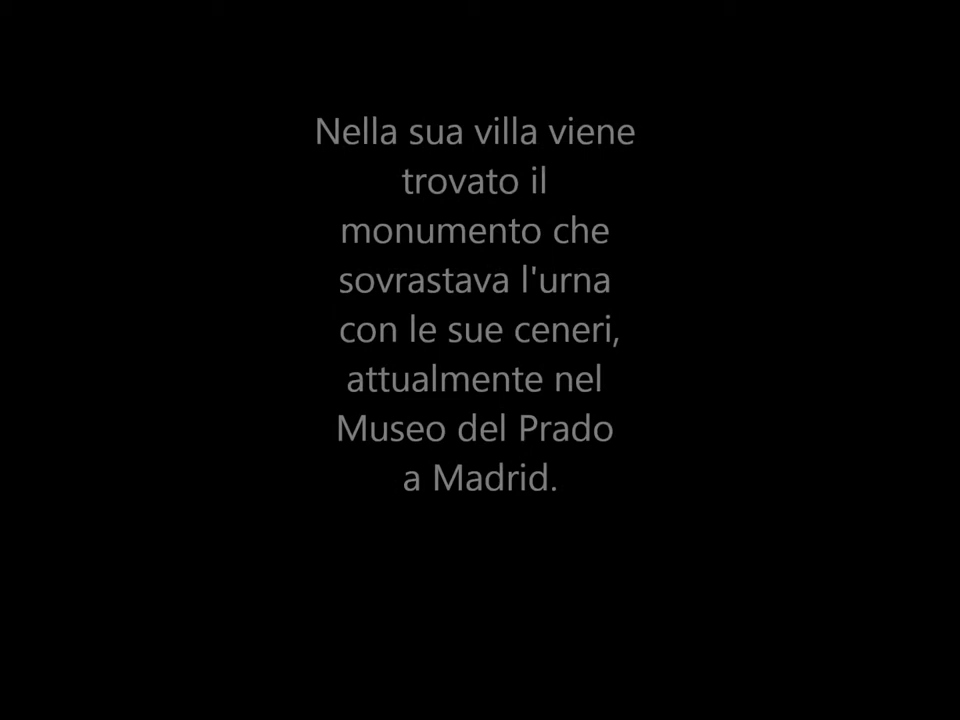 Nella sua villa viene
trovato il
monumento che
sovrastava l'urna
con le sue ceneri,
attualmente nel
Museo del Prado
a Madrid.